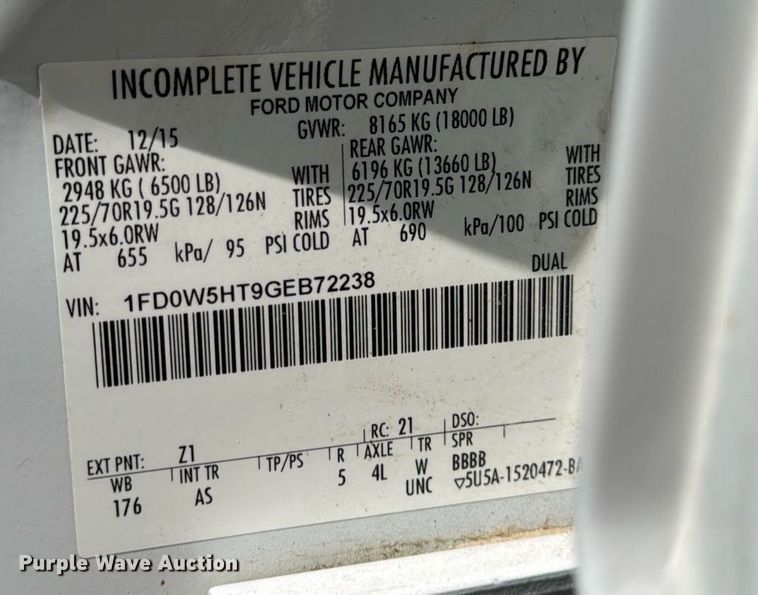 INCOMPLETE VEHICLE MANUFACTURED BY
FORD MOTOR COMPANY
DATE: 12/15 GVWR: 8165 KG (18000 LB)
FRONT GAWR: REAR GAWR:
2948 KG ( 6500 LB) WITH 6196 KG (13660 LB) WITH
225/70R19.5G 128/126N TIRES 225/70R19.5G 128/126N TIRES
19.5x6.0RW RIMS 19.5x6.0RW RIMS
AT 655 kPa/ 95 PSI COLD AT 690 kPa/100 PSI COLD
DUAL
VIN: 1FD0W5HT9GEB72238
EXT PNT: Z1 RC: 21 DSO:
WB INT TR TP/PS R AXLE TR SPR
176 AS 5 4L W BBBB
UNC ▽5U5A-1520472-BA
Purple Wave Auction